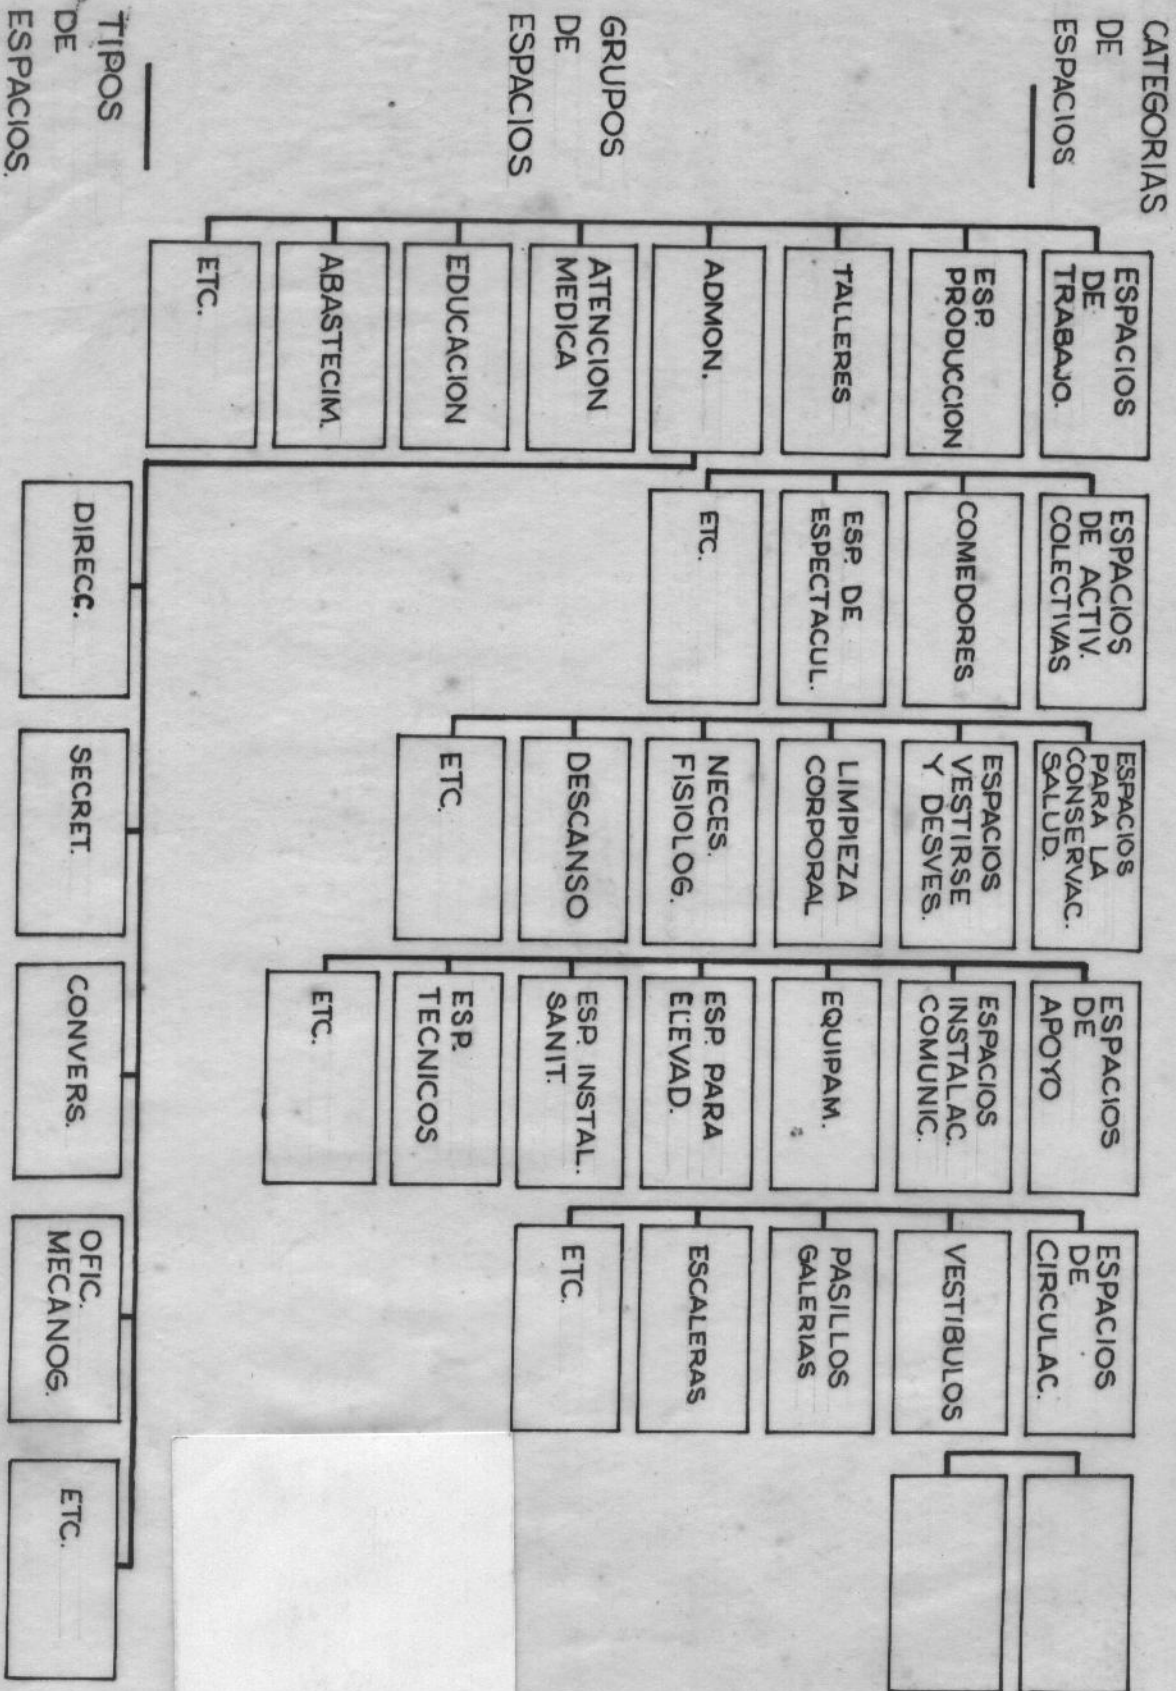 CATEGORIAS
DE
ESPACIOS
ESPACIOS
DE
TRABAJO.
ESPACIOS
DE ACTIV.
COLECTIVAS
ESPACIOS
PARA LA
CONSERVAC.
SALUD.
ESPACIOS
DE
APOYO
ESPACIOS
DE
CIRCULAC.
GRUPOS
DE
ESPACIOS
ESP.
PRODUCCION
TALLERES
ADMON.
ATENCION
MEDICA
EDUCACION
ABASTECIM.
ETC.
COMEDORES
ESP. DE
ESPECTACUL.
ETC.
ESPACIOS
VESTIRSE
Y DESVES.
LIMPIEZA
CORPORAL
NECES.
FISIOLOG.
DESCANSO
ETC.
ESPACIOS
INSTALAC.
COMUNIC.
EQUIPAM.
ESP. PARA
ELEVAD.
ESP. INSTAL.
SANIT.
ESP.
TECNICOS
ETC.
VESTIBULOS
PASILLOS
GALERIAS
ESCALERAS
ETC.
TIPOS
DE
ESPACIOS.
DIRECC.
SECRET.
CONVERS.
OFIC.
MECANOG.
ETC.